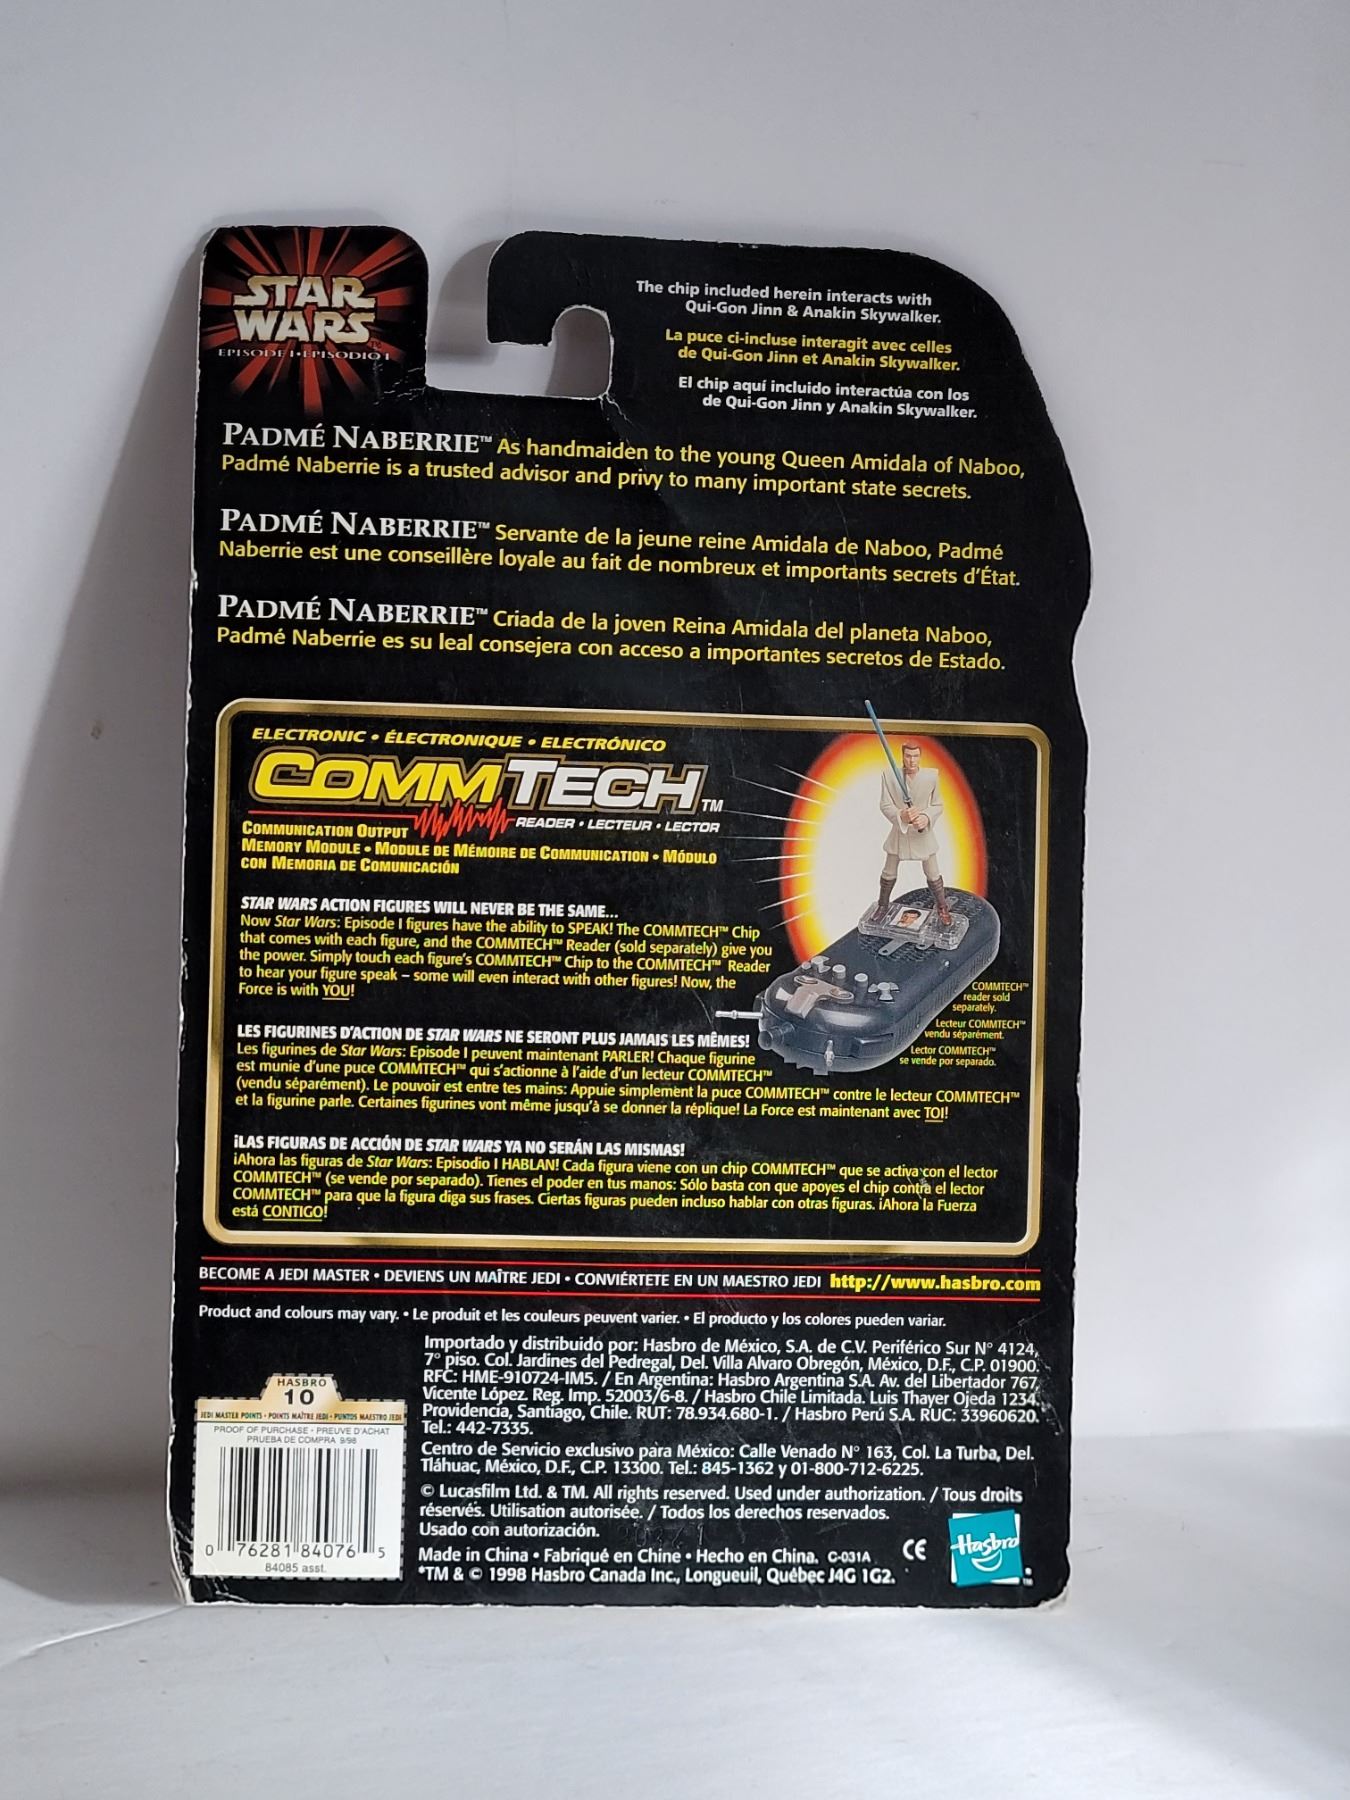 STAR
WARS™
EPISODE I • EPISODIO I
The chip included herein interacts with
Qui-Gon Jinn & Anakin Skywalker.
La puce ci-incluse interagit avec celles
de Qui-Gon Jinn et Anakin Skywalker.
El chip aquí incluido interactúa con los
de Qui-Gon Jinn y Anakin Skywalker.
PADMÉ NABERRIE™ As handmaiden to the young Queen Amidala of Naboo,
Padmé Naberrie is a trusted advisor and privy to many important state secrets.
PADMÉ NABERRIE™ Servante de la jeune reine Amidala de Naboo, Padmé
Naberrie est une conseillère loyale au fait de nombreux et importants secrets d'État.
PADMÉ NABERRIE™ Criada de la joven Reina Amidala del planeta Naboo,
Padmé Naberrie es su leal consejera con acceso a importantes secretos de Estado.
ELECTRONIC • ÉLECTRONIQUE • ELECTRÓNICO
COMMTECH™
READER • LECTEUR • LECTOR
COMMUNICATION OUTPUT
MEMORY MODULE • MODULE DE MÉMOIRE DE COMMUNICATION • MÓDULO
CON MEMORIA DE COMUNICACIÓN
STAR WARS ACTION FIGURES WILL NEVER BE THE SAME...
Now Star Wars: Episode I figures have the ability to SPEAK! The COMMTECH™ Chip
that comes with each figure, and the COMMTECH™ Reader (sold separately) give you
the power. Simply touch each figure's COMMTECH™ Chip to the COMMTECH™ Reader
to hear your figure speak – some will even interact with other figures! Now, the
Force is with YOU!
COMMTECH™
reader sold
separately.
Lecteur COMMTECH™
vendu séparément.
Lector COMMTECH™
se vende por separado.
LES FIGURINES D'ACTION DE STAR WARS NE SERONT PLUS JAMAIS LES MÊMES!
Les figurines de Star Wars: Episode I peuvent maintenant PARLER! Chaque figurine
est munie d'une puce COMMTECH™ qui s'actionne à l'aide d'un lecteur COMMTECH™
(vendu séparément). Le pouvoir est entre tes mains: Appuie simplement la puce COMMTECH™ contre le lecteur COMMTECH™
et la figurine parle. Certaines figurines vont même jusqu'à se donner la réplique! La Force est maintenant avec TOI!
¡LAS FIGURAS DE ACCIÓN DE STAR WARS YA NO SERÁN LAS MISMAS!
¡Ahora las figuras de Star Wars: Episodio I HABLAN! Cada figura viene con un chip COMMTECH™ que se activa con el lector
COMMTECH™ (se vende por separado). Tienes el poder en tus manos: Sólo basta con que apoyes el chip contra el lector
COMMTECH™ para que la figura diga sus frases. Ciertas figuras pueden incluso hablar con otras figuras. ¡Ahora la Fuerza
está CONTIGO!
BECOME A JEDI MASTER • DEVIENS UN MAÎTRE JEDI • CONVIÉRTETE EN UN MAESTRO JEDI http://www.hasbro.com
Product and colours may vary. • Le produit et les couleurs peuvent varier. • El producto y los colores pueden variar.
Importado y distribuido por: Hasbro de México, S.A. de C.V. Periférico Sur N° 4124,
7° piso. Col. Jardines del Pedregal, Del. Villa Alvaro Obregón, México, D.F., C.P. 01900.
RFC: HME-910724-IM5. / En Argentina: Hasbro Argentina S.A. Av. del Libertador 767,
Vicente López. Reg. Imp. 52003/6-8. / Hasbro Chile Limitada. Luis Thayer Ojeda 1234,
Providencia, Santiago, Chile. RUT: 78.934.680-1. / Hasbro Perú S.A. RUC: 33960620.
Tel.: 442-7335.
Centro de Servicio exclusivo para México: Calle Venado N° 163, Col. La Turba, Del.
Tláhuac, México, D.F., C.P. 13300. Tel.: 845-1362 y 01-800-712-6225.
© Lucasfilm Ltd. & TM. All rights reserved. Used under authorization. / Tous droits
réservés. Utilisation autorisée. / Todos los derechos reservados.
Usado con autorización.
Made in China • Fabriqué en Chine • Hecho en China. C-031A
*TM & © 1998 Hasbro Canada Inc., Longueuil, Québec J4G 1G2.
CE
Hasbro
HASBRO
10
JEDI MASTER POINTS • POINTS MAÎTRE JEDI • PUNTOS MAESTRO JEDI
PROOF OF PURCHASE • PREUVE D'ACHAT
PRUEBA DE COMPRA 9/98
0 76281 84076 5
84085 asst.